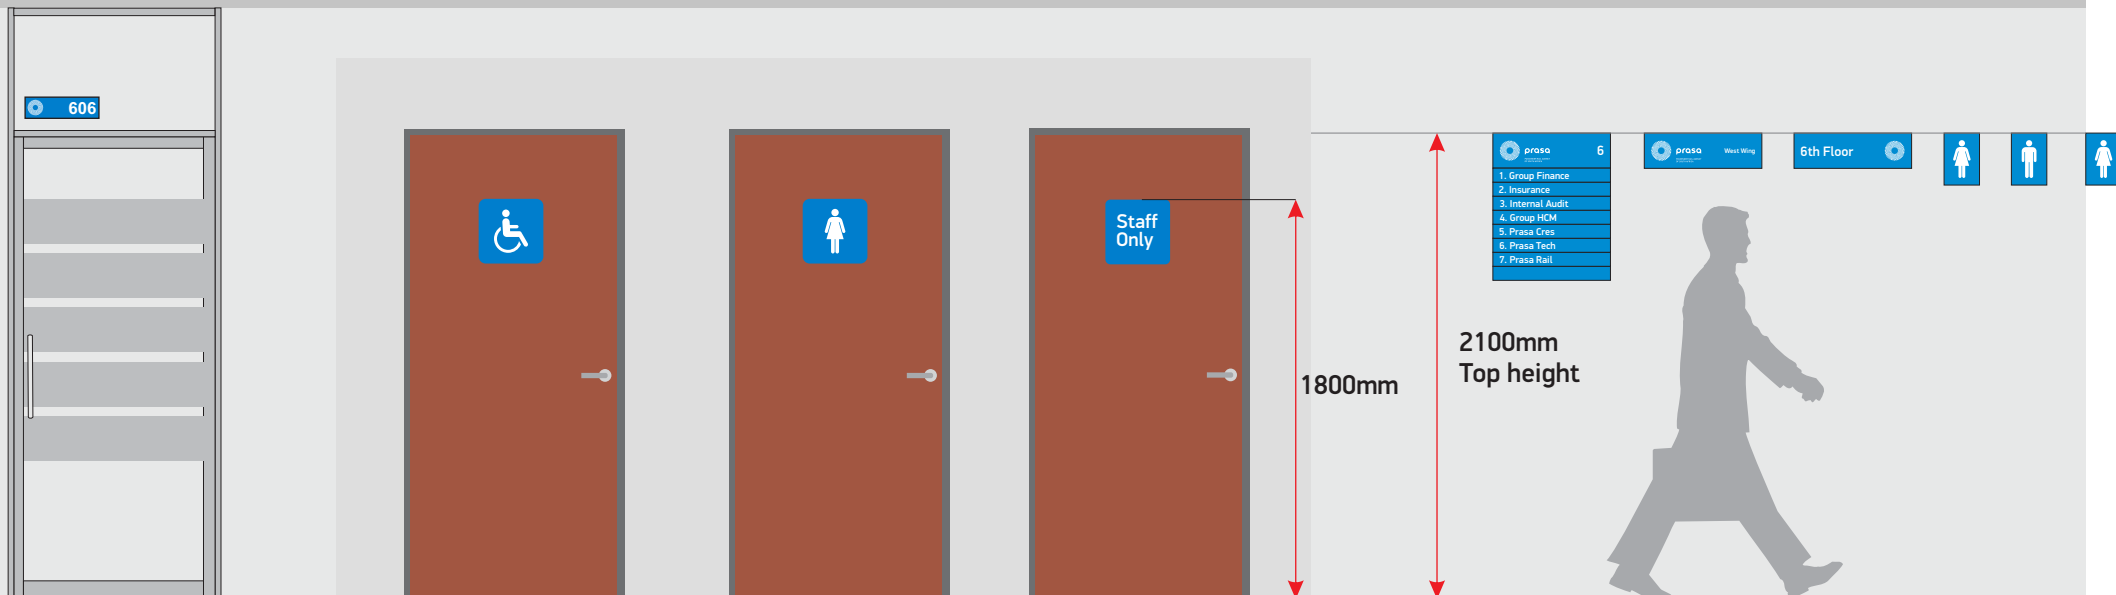 606
Staff
Only
1800mm
2100mm
Top height
prasa 6
1. Group Finance
2. Insurance
3. Internal Audit
4. Group HCM
5. Prasa Cres
6. Prasa Tech
7. Prasa Rail
prasa West Wing
6th Floor